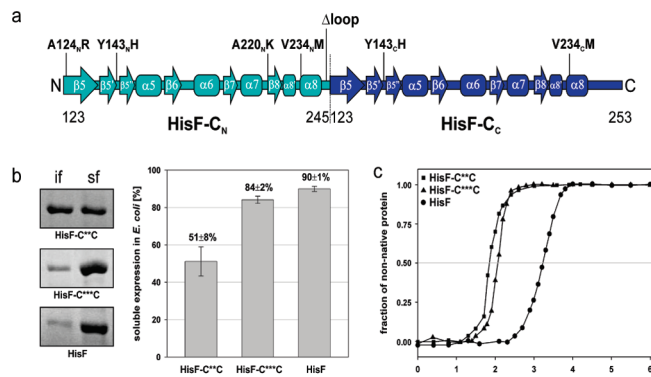 a
Δloop
A124NR Y143NH A220NK V234NM Y143CH V234CM
N β5 β5' β5'' α5 β6 α6 β7 α7 β8 α8' α8 β5 β5' β5'' α5 β6 α6 β7 α7 β8 α8' α8 C
123 HisF-CN 245 123 HisF-CC 253
b
if sf
HisF-C**C
HisF-C***C
HisF
soluble expression in E. coli [%]
100
80
60
40
20
0
51±8%
84±2%
90±1%
HisF-C**C HisF-C***C HisF
C
HisF-C**C
HisF-C***C
HisF
fraction of non-native protein
1.00
0.75
0.50
0.25
0.00
0 1 2 3 4 5 6